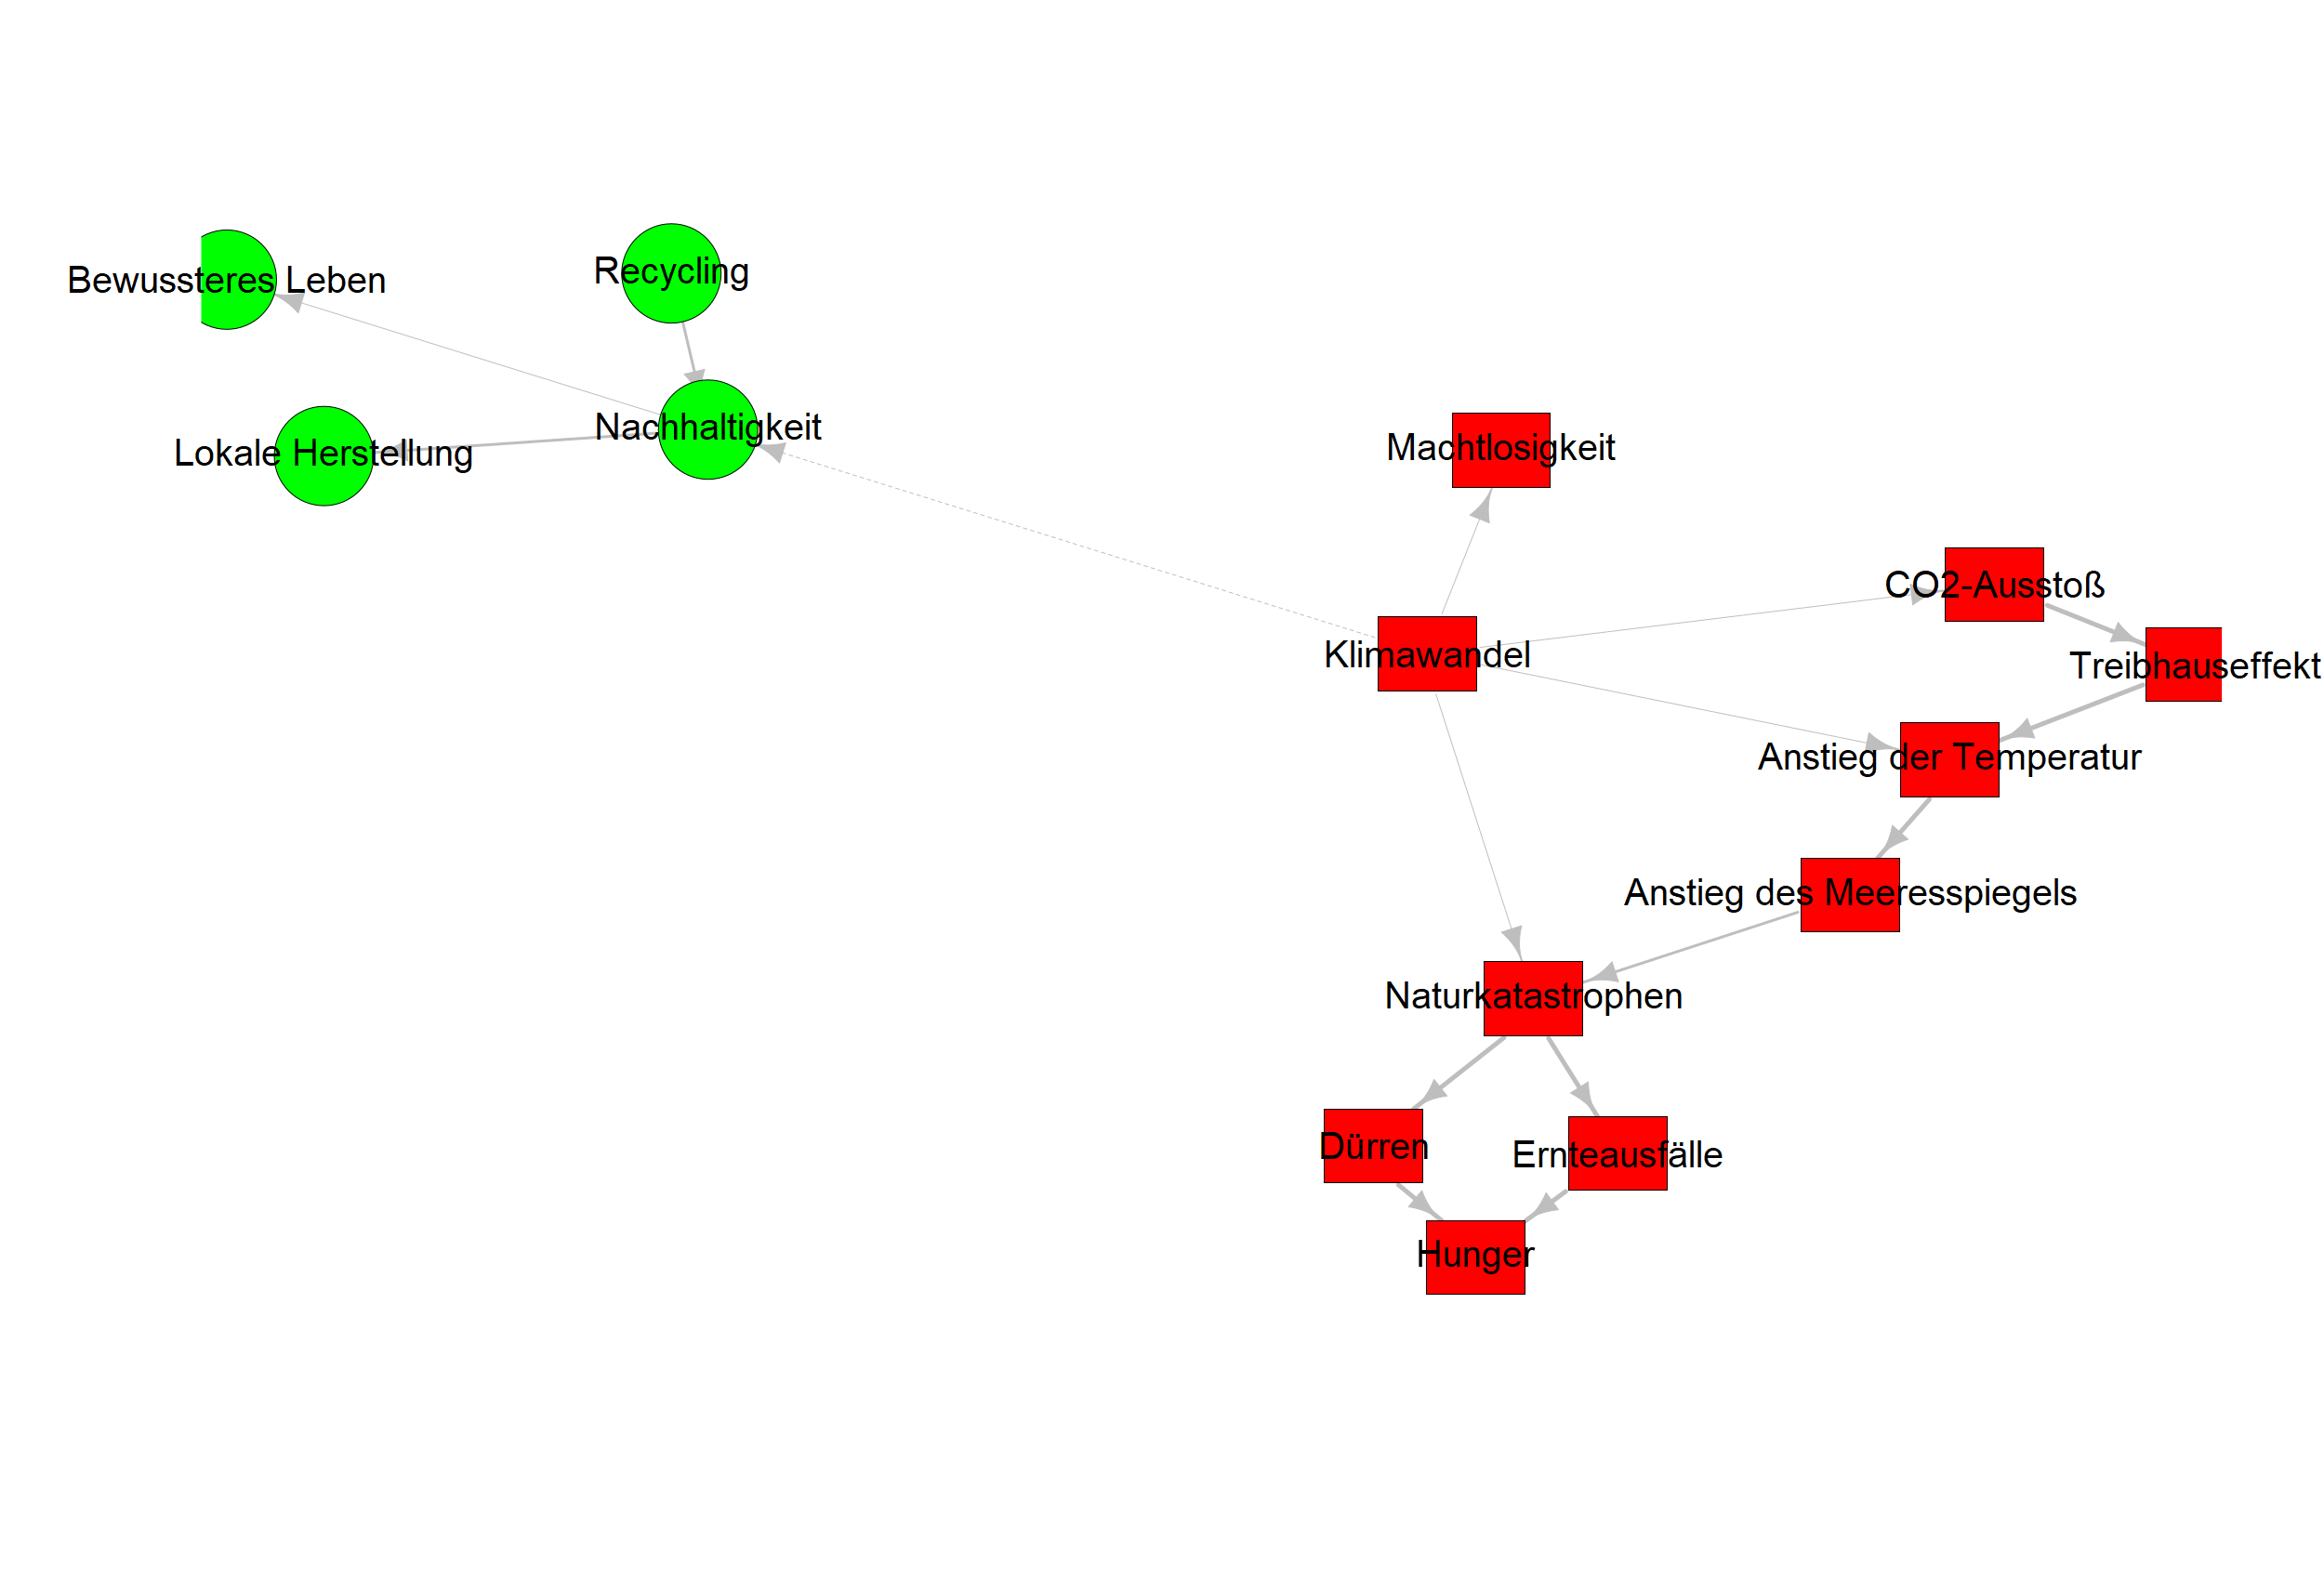 Bewussteres Leben
Recycling
Nachhaltigkeit
Lokale Herstellung
Machtlosigkeit
CO2-Ausstoß
Klimawandel
Treibhauseffekt
Anstieg der Temperatur
Anstieg des Meeresspiegels
Naturkatastrophen
Dürren
Ernteausfälle
Hunger